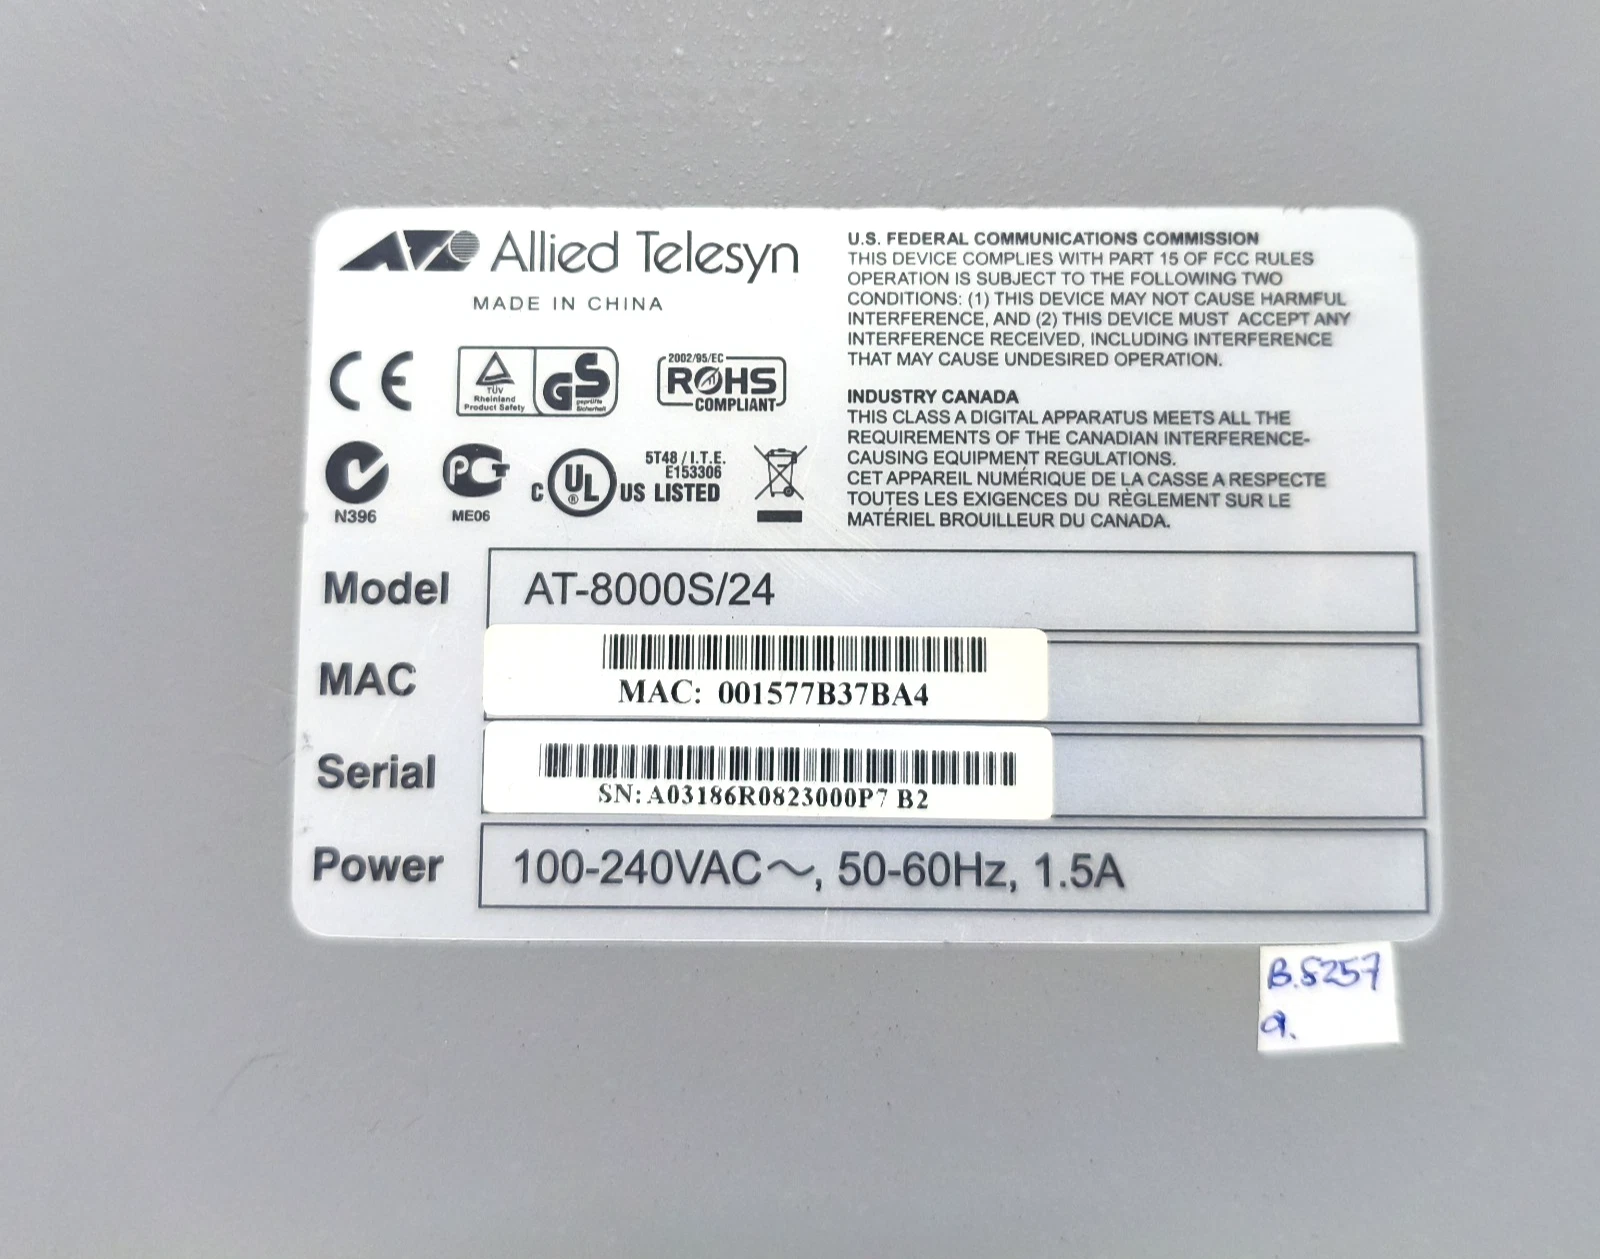 Allied Telesyn
MADE IN CHINA
CE
TÜV
Rheinland
Product Safety
GS
geprüfte
Sicherheit
2002/95/EC
ROHS
COMPLIANT
N396
ME06
C UL US LISTED
®
5T48 / I.T.E.
E153306
U.S. FEDERAL COMMUNICATIONS COMMISSION
THIS DEVICE COMPLIES WITH PART 15 OF FCC RULES
OPERATION IS SUBJECT TO THE FOLLOWING TWO
CONDITIONS: (1) THIS DEVICE MAY NOT CAUSE HARMFUL
INTERFERENCE, AND (2) THIS DEVICE MUST ACCEPT ANY
INTERFERENCE RECEIVED, INCLUDING INTERFERENCE
THAT MAY CAUSE UNDESIRED OPERATION.
INDUSTRY CANADA
THIS CLASS A DIGITAL APPARATUS MEETS ALL THE
REQUIREMENTS OF THE CANADIAN INTERFERENCE-
CAUSING EQUIPMENT REGULATIONS.
CET APPAREIL NUMÉRIQUE DE LA CASSE A RESPECTE
TOUTES LES EXIGENCES DU RÈGLEMENT SUR LE
MATÉRIEL BROUILLEUR DU CANADA.
Model AT-8000S/24
MAC MAC: 001577B37BA4
Serial SN: A03186R0823000P7 B2
Power 100-240VAC～, 50-60Hz, 1.5A
B.5257
a.